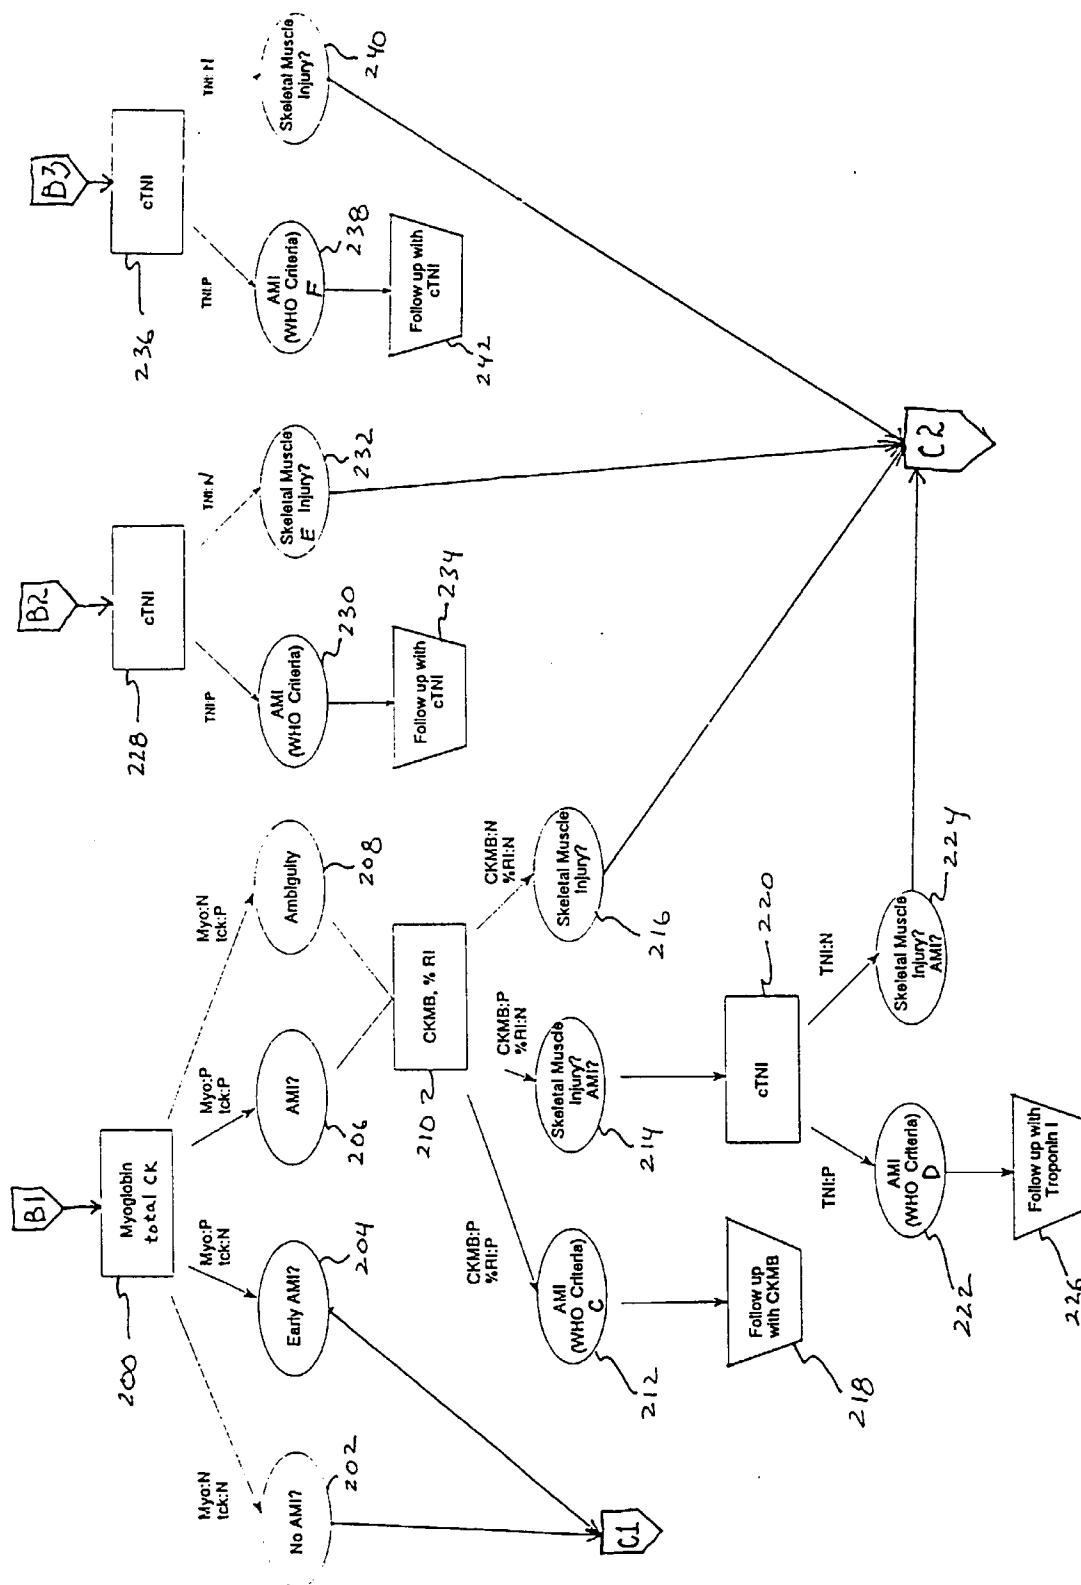 B1
Myoglobin
total CK
200
Myo:N
tck:N
Myo:P
tck:N
Myo:P
tck:P
Myo:N
tck:P
No AMI?
202
Early AMI?
204
AMI?
206
Ambiguity
208
C1
CKMB, % RI
210
CKMB:P
%RI:P
CKMB:P
%RI:N
CKMB:N
%RI:N
AMI
(WHO Criteria)
C
212
Skeletal Muscle
Injury?
AMI?
214
Skeletal Muscle
Injury?
216
Follow up
with CKMB
218
cTNI
220
TNI:P
TNI:N
AMI
(WHO Criteria)
D
222
Skeletal Muscle
Injury?
AMI?
224
Follow up with
Troponin I
226
B2
cTNI
228
TNI:P
TNI:N
AMI
(WHO Criteria)
230
Skeletal Muscle
Injury?
E
232
Follow up with
cTNI
234
B3
cTNI
236
TNI:P
TNI:N
AMI
(WHO Criteria)
F
238
Skeletal Muscle
Injury?
240
Follow up with
cTNI
242
C2